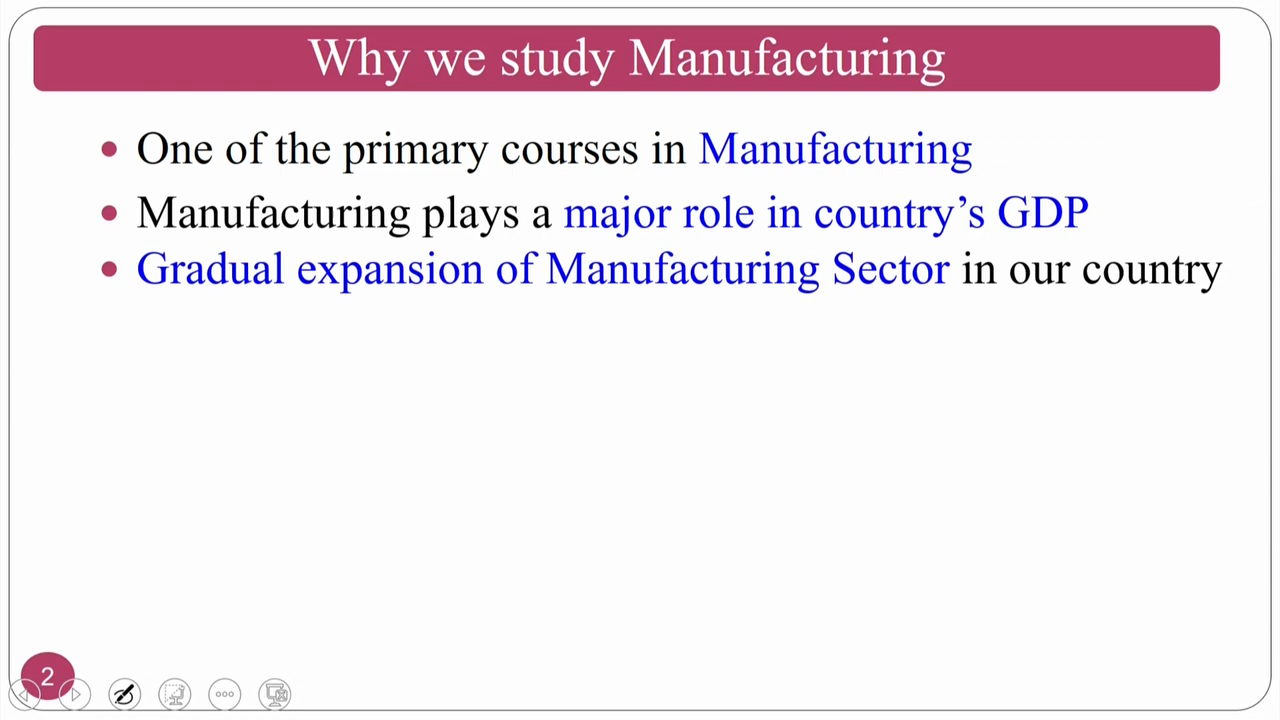 Why we study Manufacturing
One of the primary courses in Manufacturing
Manufacturing plays a major role in country’s GDP
Gradual expansion of Manufacturing Sector in our country
2